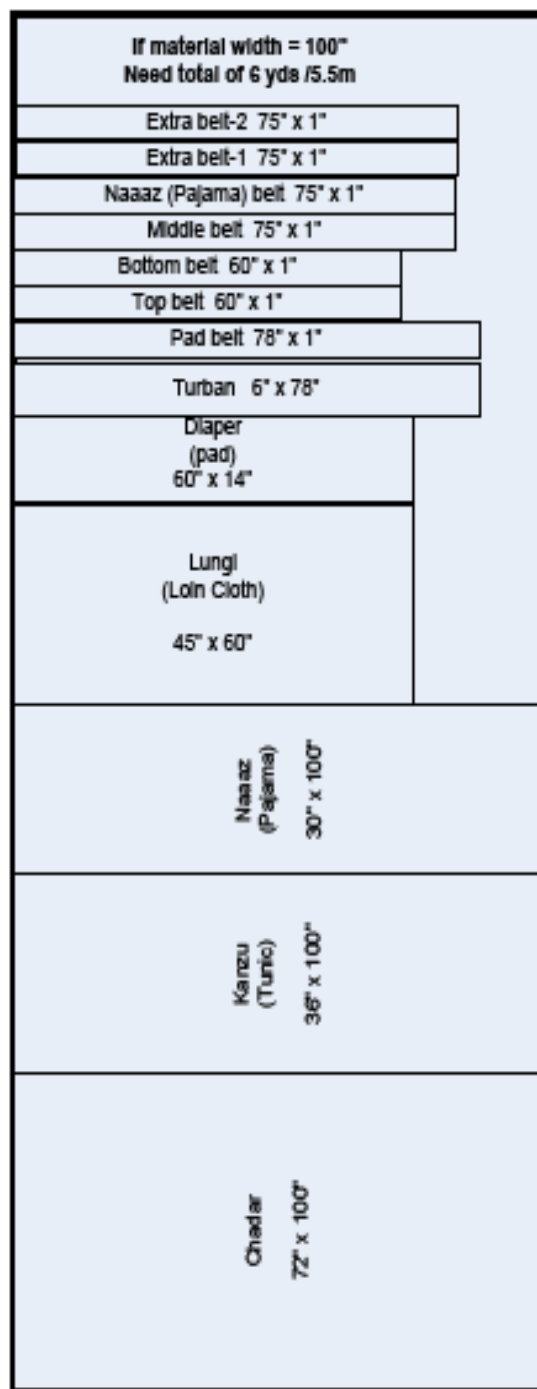 If material width = 100"
Need total of 6 yds /5.5m
Extra belt-2 75" x 1"
Extra belt-1 75" x 1"
Naaaz (Pajama) belt 75" x 1"
Middle belt 75" x 1"
Bottom belt 60" x 1"
Top belt 60" x 1"
Pad belt 78" x 1"
Turban 6" x 78"
Diaper
(pad)
60" x 14"
Lungi
(Loin Cloth)
45" x 60"
Naaaz
(Pajama)
30" x 100"
Kanzu
(Tunic)
36" x 100"
Chadar
72" x 100"